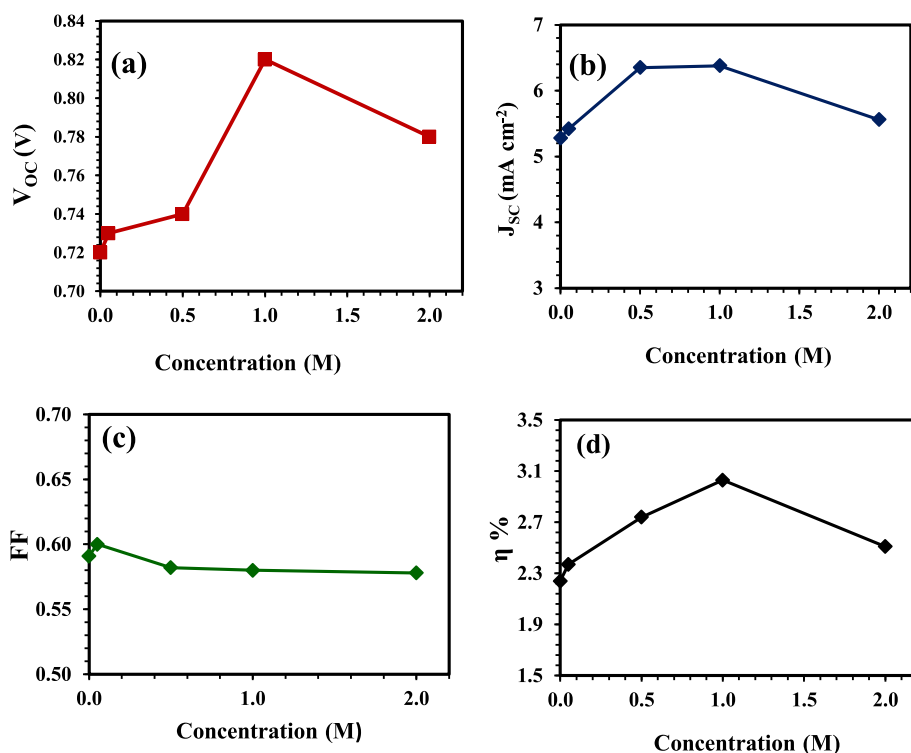 (a)
V_OC (V)
0.84
0.82
0.80
0.78
0.76
0.74
0.72
0.70
0.0 0.5 1.0 1.5 2.0
Concentration (M)
(b)
J_SC (mA cm⁻²)
7
6
5
4
3
0.0 0.5 1.0 1.5 2.0
Concentration (M)
(c)
FF
0.70
0.65
0.60
0.55
0.50
0.0 1.0 2.0
Concentration (M)
(d)
η %
3.5
3.1
2.7
2.3
1.9
1.5
0.0 0.5 1.0 1.5 2.0
Concentration (M)